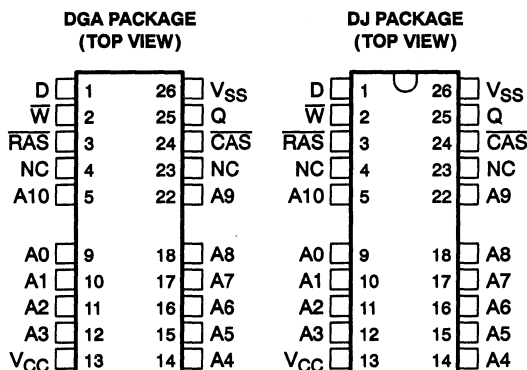 DGA PACKAGE
(TOP VIEW)
D 1 26 VSS
W̅ 2 25 Q
R̅A̅S̅ 3 24 C̅A̅S̅
NC 4 23 NC
A10 5 22 A9
A0 9 18 A8
A1 10 17 A7
A2 11 16 A6
A3 12 15 A5
VCC 13 14 A4
DJ PACKAGE
(TOP VIEW)
D 1 26 VSS
W̅ 2 25 Q
R̅A̅S̅ 3 24 C̅A̅S̅
NC 4 23 NC
A10 5 22 A9
A0 9 18 A8
A1 10 17 A7
A2 11 16 A6
A3 12 15 A5
VCC 13 14 A4